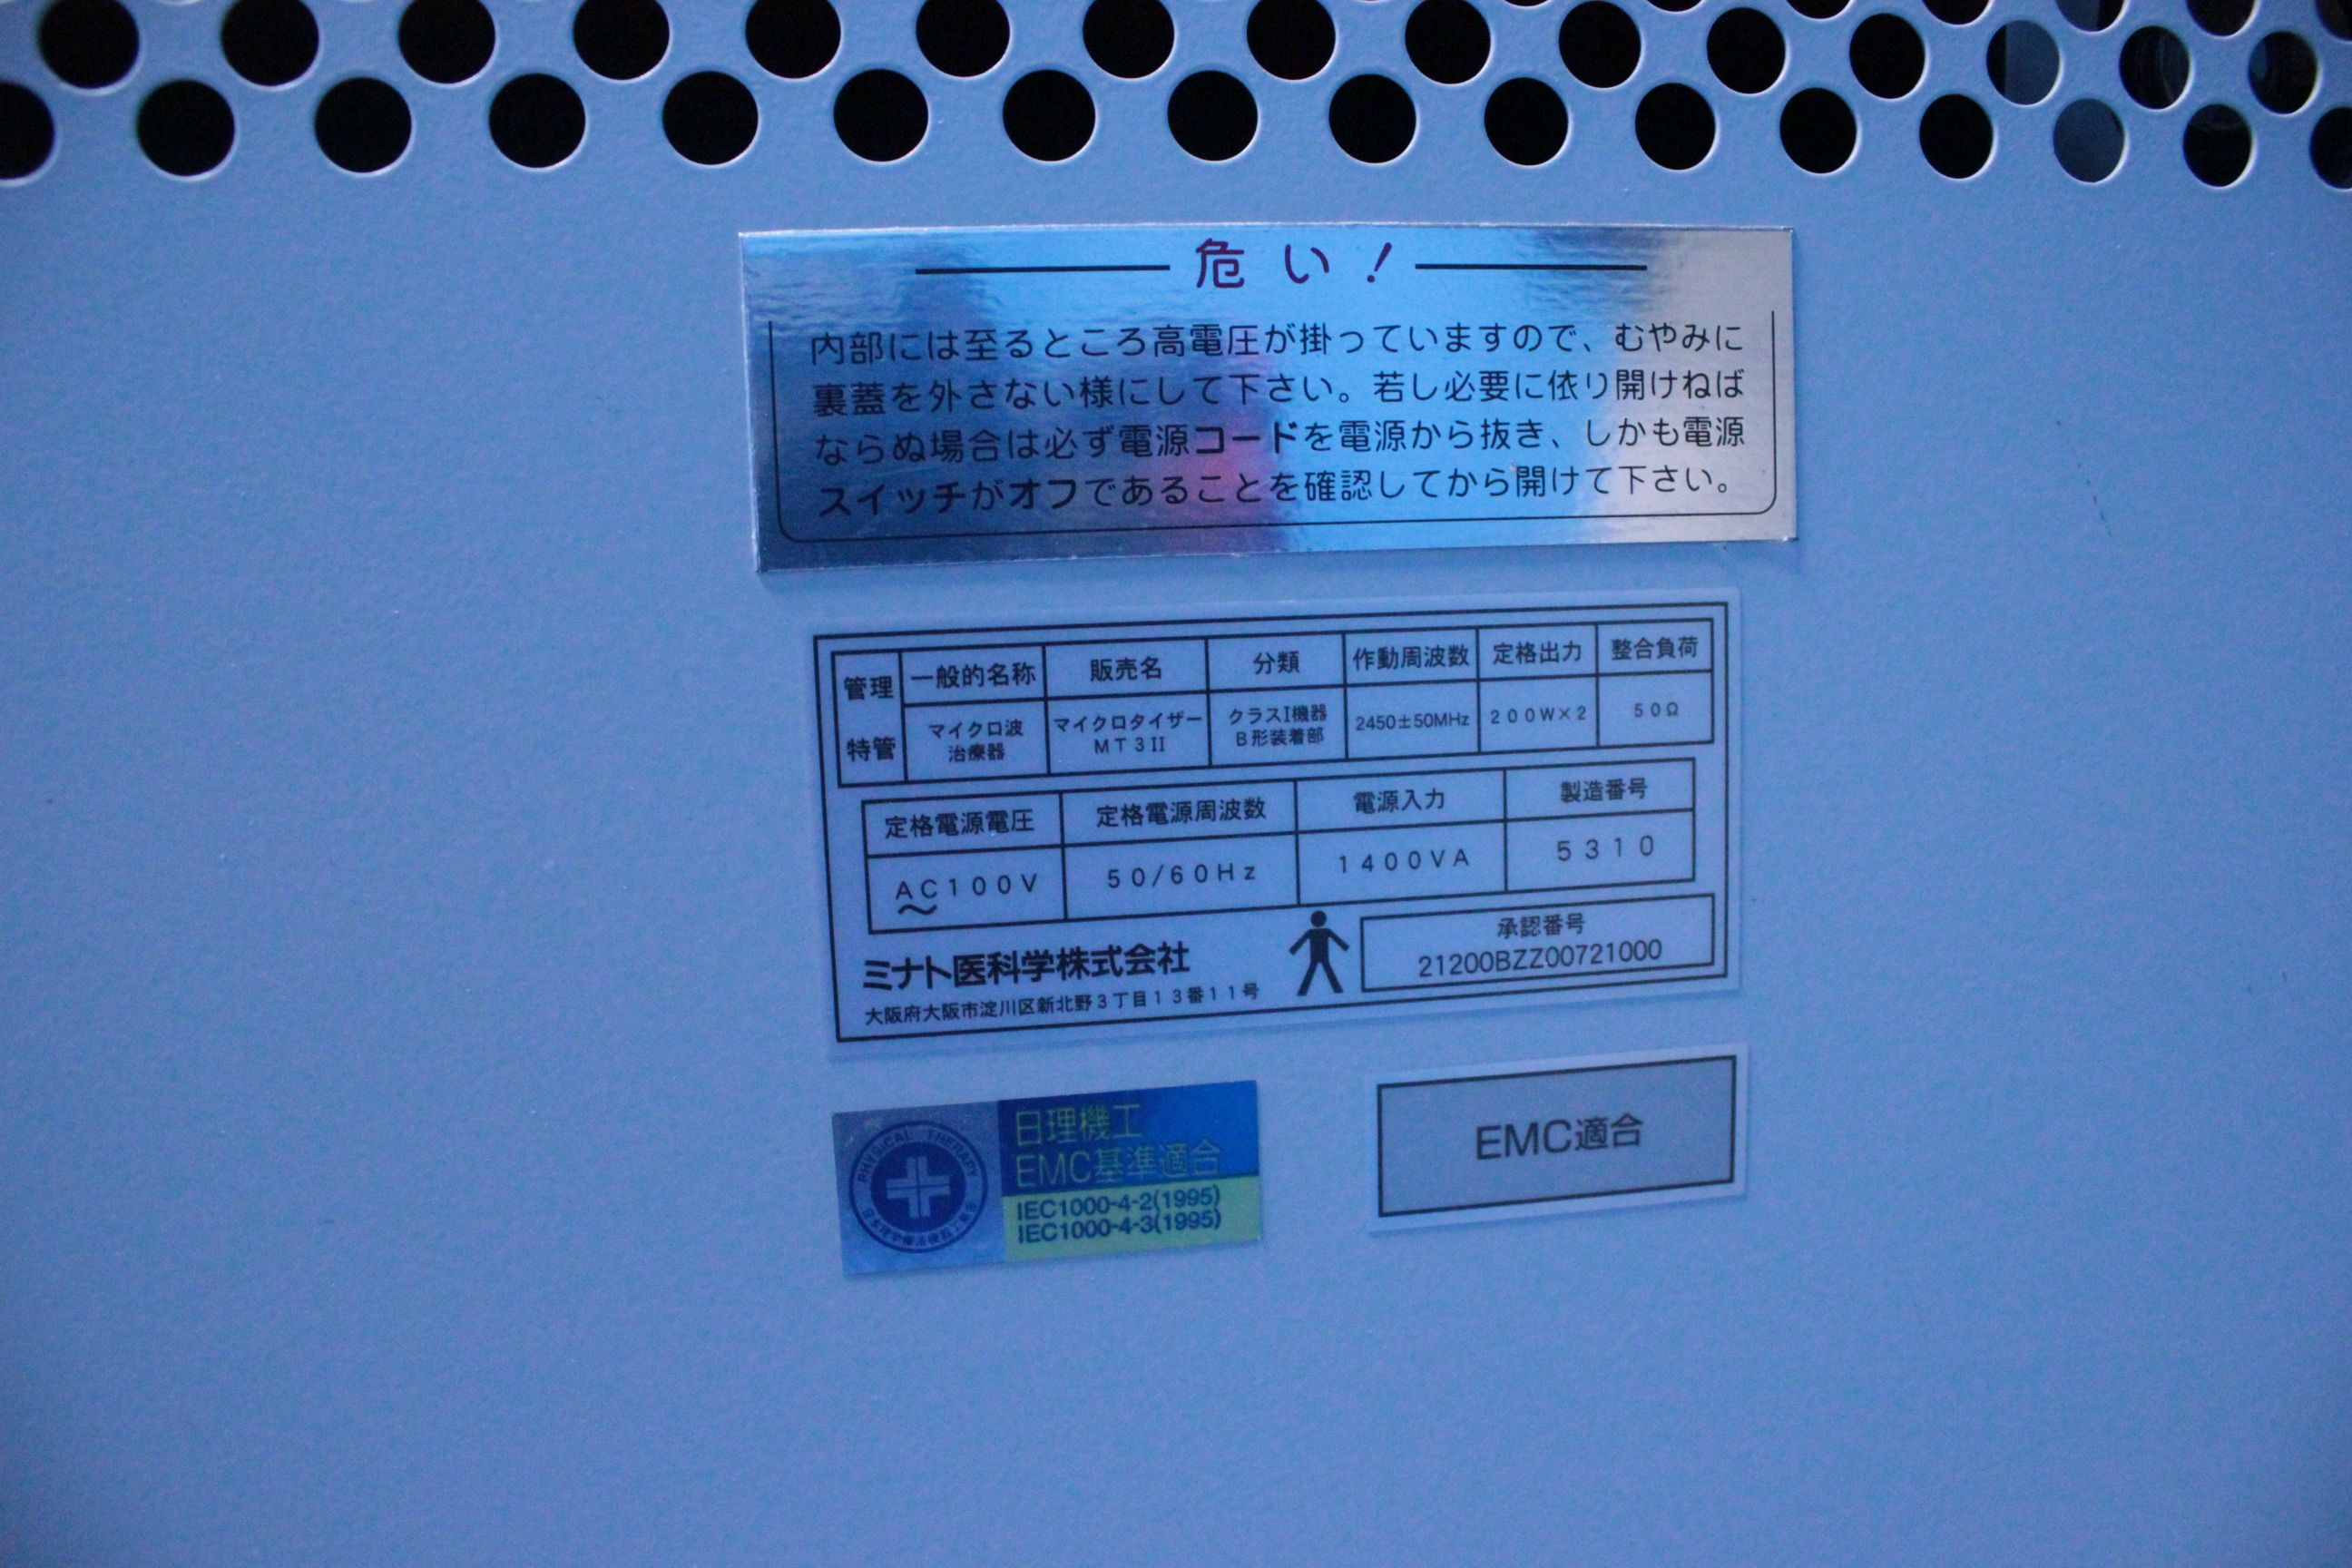 危い!
内部には至るところ高電圧が掛っていますので、むやみに
裏蓋を外さない様にして下さい。若し必要に依り開けねば
ならぬ場合は必ず電源コードを電源から抜き、しかも電源
スイッチがオフであることを確認してから開けて下さい。
管理
特管
一般的名称 販売名 分類 作動周波数 定格出力 整合負荷
マイクロ波 マイクロタイザー クラスI機器 2450±50MHz 200W×2 50Ω
治療器 MT3II B形装着部
定格電源電圧 定格電源周波数 電源入力 製造番号
AC100V 50/60Hz 1400VA 5310
ミナト医科学株式会社
大阪府大阪市淀川区新北野3丁目13番11号
承認番号
21200BZZ00721000
PHYSICAL THERAPY
日理機工
EMC基準適合
IEC1000-4-2(1995)
IEC1000-4-3(1995)
EMC適合